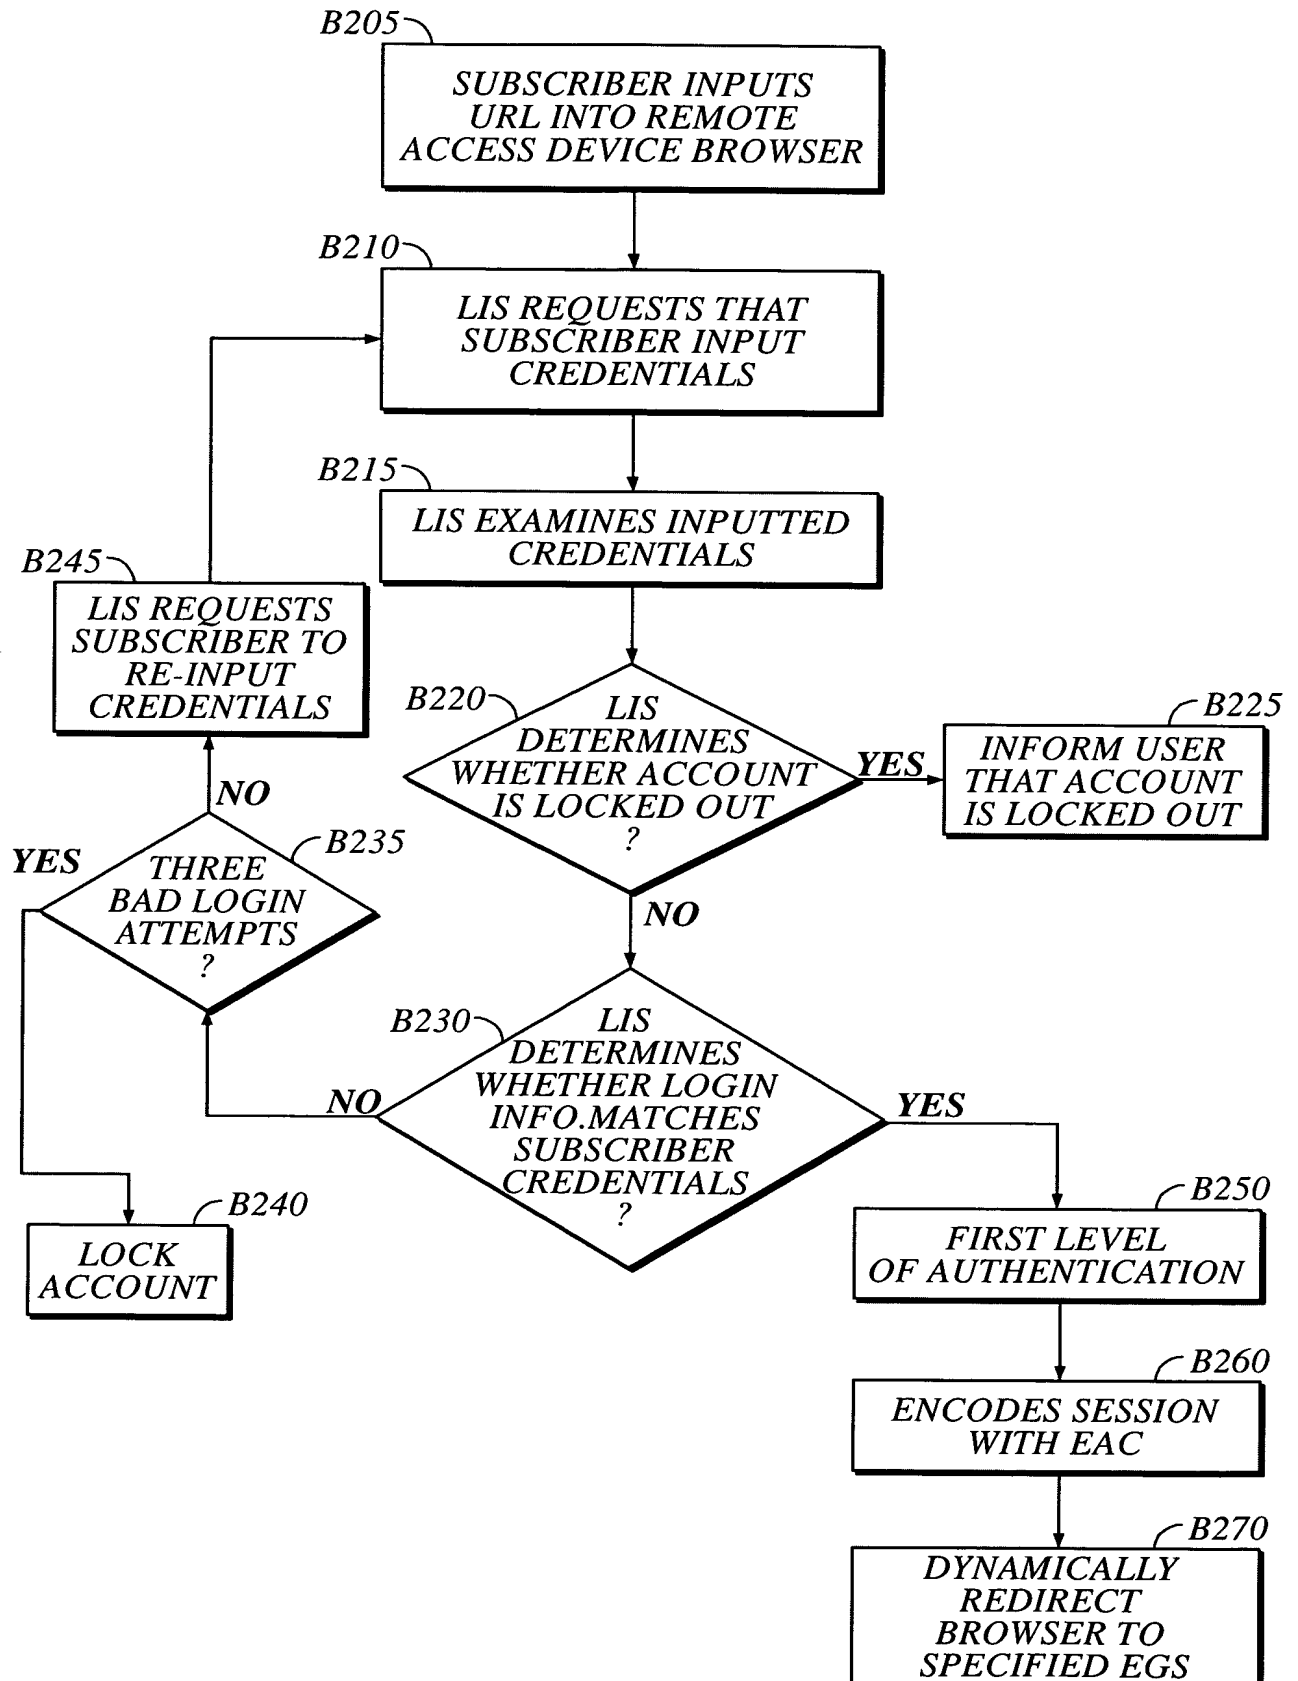 B205
SUBSCRIBER INPUTS
URL INTO REMOTE
ACCESS DEVICE BROWSER
B210
LIS REQUESTS THAT
SUBSCRIBER INPUT
CREDENTIALS
B215
LIS EXAMINES INPUTTED
CREDENTIALS
B245
LIS REQUESTS
SUBSCRIBER TO
RE-INPUT
CREDENTIALS
B220
LIS
DETERMINES
WHETHER ACCOUNT
IS LOCKED OUT
?
YES
B225
INFORM USER
THAT ACCOUNT
IS LOCKED OUT
NO
B235
YES
THREE
BAD LOGIN
ATTEMPTS
?
NO
B230
LIS
DETERMINES
WHETHER LOGIN
INFO.MATCHES
SUBSCRIBER
CREDENTIALS
?
NO
YES
B240
LOCK
ACCOUNT
B250
FIRST LEVEL
OF AUTHENTICATION
B260
ENCODES SESSION
WITH EAC
B270
DYNAMICALLY
REDIRECT
BROWSER TO
SPECIFIED EGS